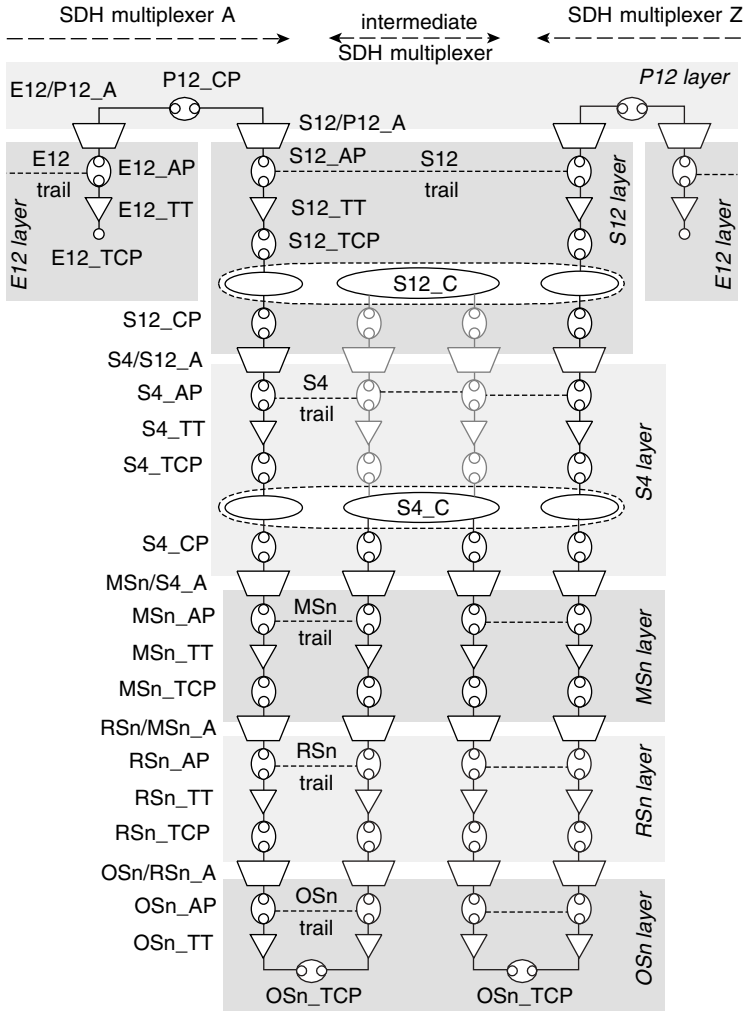 SDH multiplexer A
intermediate
SDH multiplexer
SDH multiplexer Z
P12_CP
P12 layer
E12/P12_A
S12/P12_A
E12
trail
E12_AP
E12_TT
E12_TCP
E12 layer
S12_AP
S12
trail
S12_TT
S12_TCP
S12 layer
E12 layer
S12_C
S12_CP
S4/S12_A
S4_AP
S4
trail
S4_TT
S4_TCP
S4 layer
S4_C
S4_CP
MSn/S4_A
MSn_AP
MSn
trail
MSn_TT
MSn_TCP
MSn layer
RSn/MSn_A
RSn_AP
RSn
trail
RSn_TT
RSn_TCP
RSn layer
OSn/RSn_A
OSn_AP
OSn
trail
OSn_TT
OSn layer
OSn_TCP
OSn_TCP